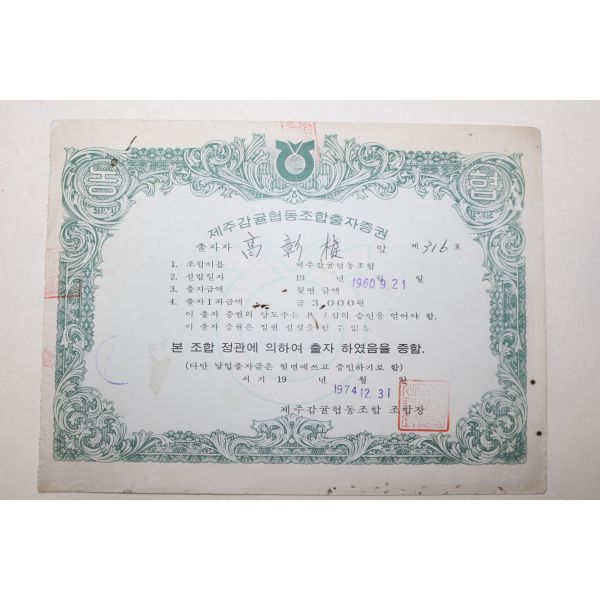 농 협
제주감귤협동조합출자증권
출자자 高彰權 앞 제 316 호
1. 조합이름 제주감귤협동조합
2. 설립일자 19 년 월 일
1960 9.21
3. 출자금액 뒷면 금액
4. 출자1좌금액 금 3,000원
이 출자 증권의 양도수는 본 조합의 승인을 얻어야 함.
이 출자 증권은 질권 설정을 할 수 없음.
본 조합 정관에 의하여 출자 하였음을 증함.
(다만 납입출자금은 뒷면에쓰고 증인하기로 함)
서기 19 년 월 일
1974 12. 31
제주감귤협동조합 조합장